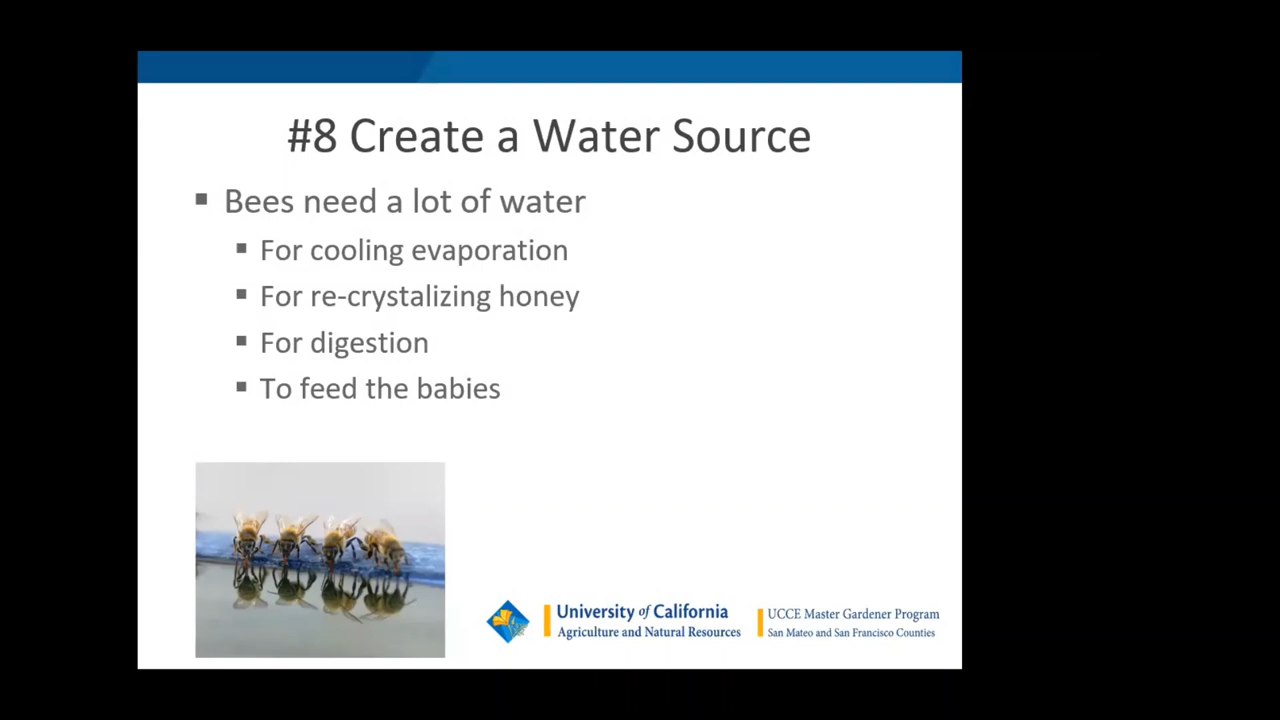 #8 Create a Water Source
▪ Bees need a lot of water
▪ For cooling evaporation
▪ For re-crystalizing honey
▪ For digestion
▪ To feed the babies
University of California
Agriculture and Natural Resources
UCCE Master Gardener Program
San Mateo and San Francisco Counties